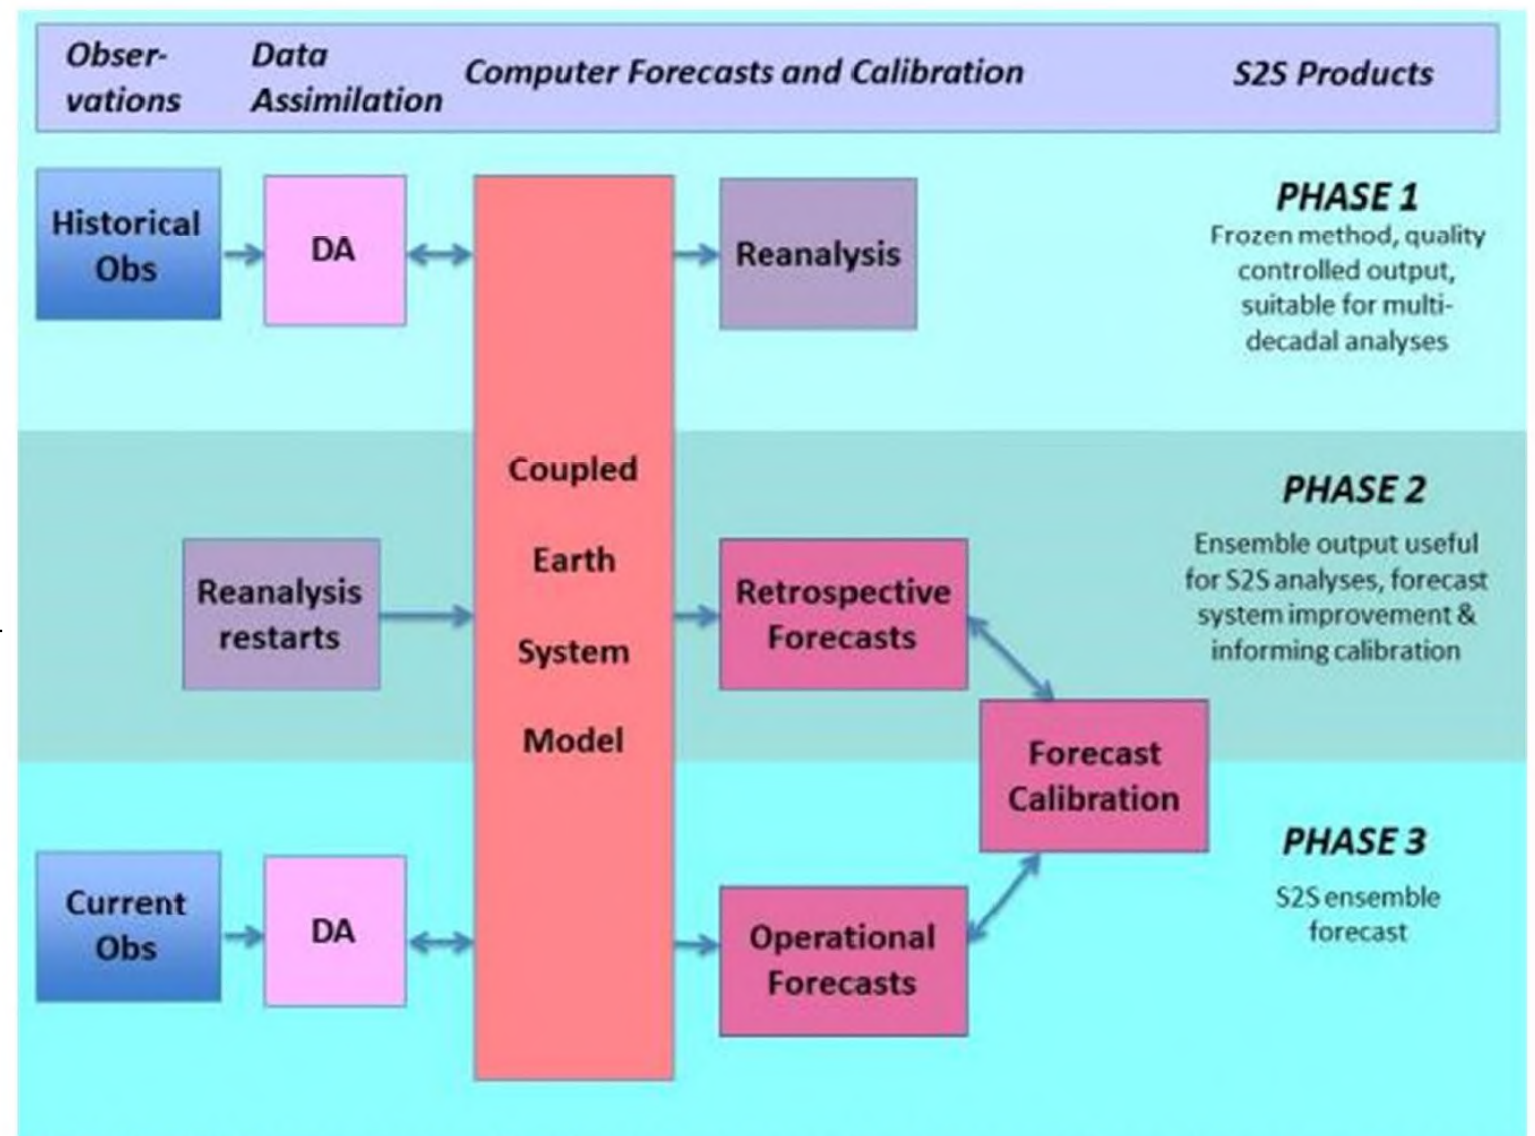 Obser-
vations
Data
Assimilation
Computer Forecasts and Calibration
S2S Products
Historical
Obs
DA
Reanalysis
PHASE 1
Frozen method, quality
controlled output,
suitable for multi-
decadal analyses
Coupled
Earth
System
Model
Reanalysis
restarts
Retrospective
Forecasts
PHASE 2
Ensemble output useful
for S2S analyses, forecast
system improvement &
informing calibration
Forecast
Calibration
Current
Obs
DA
Operational
Forecasts
PHASE 3
S2S ensemble
forecast